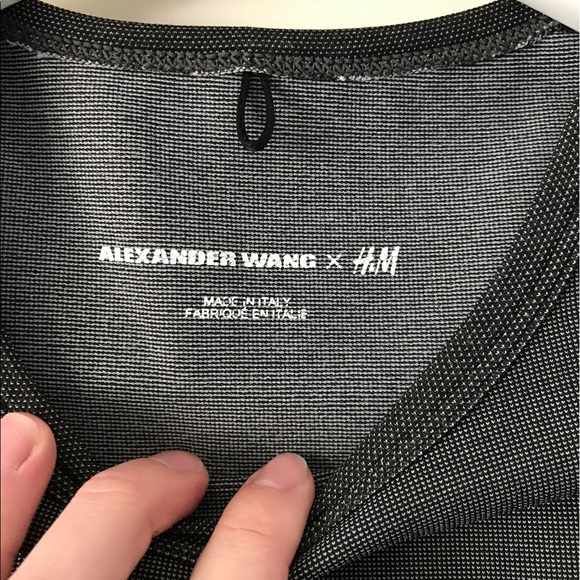 ALEXANDER WANG × H&M
MADE IN ITALY
FABRIQUÉ EN ITALIE